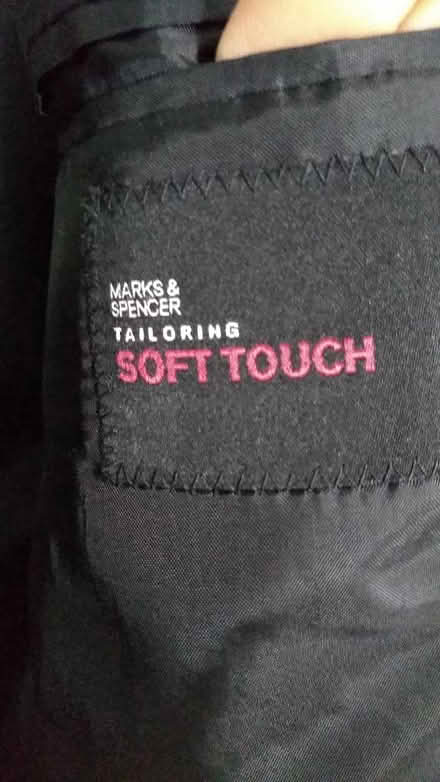 MARKS &
SPENCER
TAILORING
SOFT TOUCH